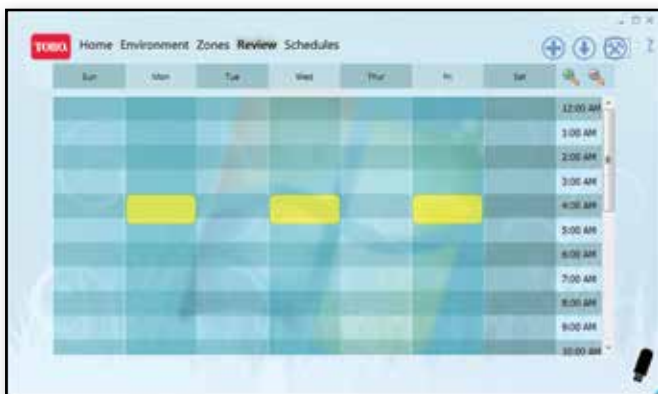 TORO. Home Environment Zones Review Schedules ?
Sun Mon Tue Wed Thur Fri Sat
12:00 AM
1:00 AM
2:00 AM
3:00 AM
4:00 AM
5:00 AM
6:00 AM
7:00 AM
8:00 AM
9:00 AM
10:00 AM